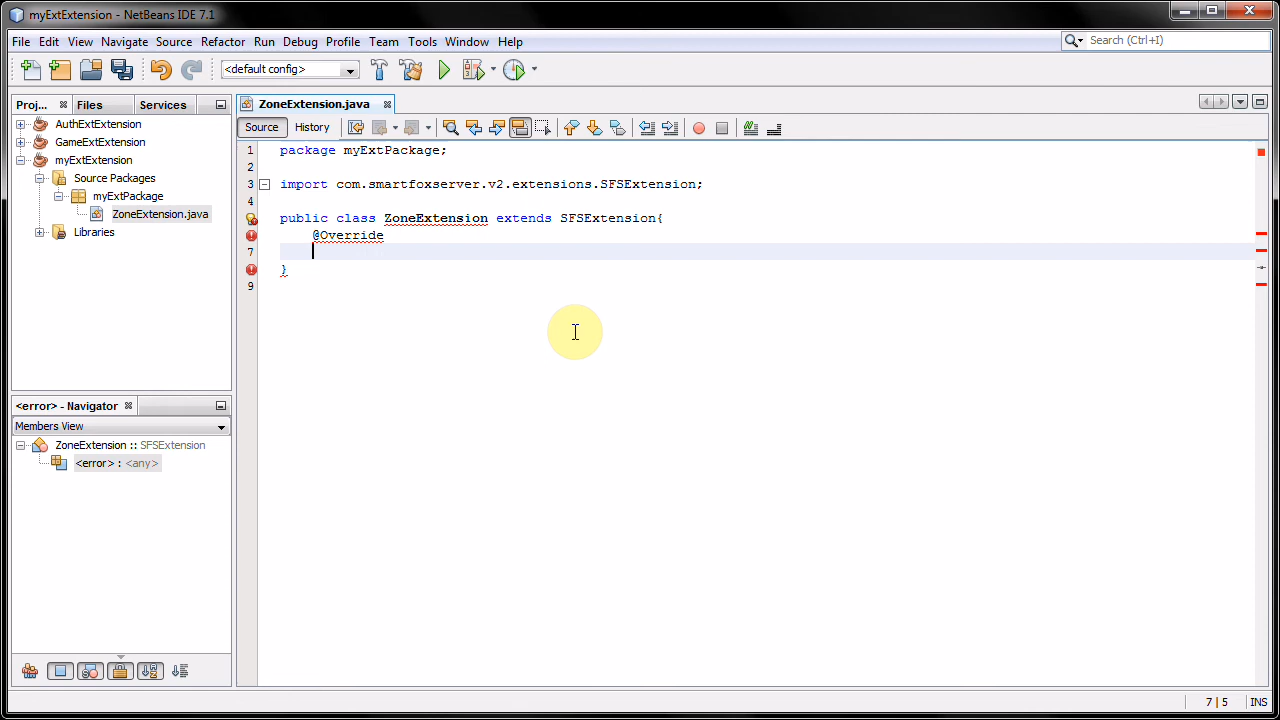 myExtExtension - NetBeans IDE 7.1
File Edit View Navigate Source Refactor Run Debug Profile Team Tools Window Help
Search (Ctrl+I)
<default config>
Proj... Files Services
ZoneExtension.java
Source History
AuthExtExtension
GameExtExtension
myExtExtension
Source Packages
myExtPackage
ZoneExtension.java
Libraries
1 package myExtPackage;
2
3 import com.smartfoxserver.v2.extensions.SFSExtension;
4
public class ZoneExtension extends SFSExtension{
@Override
7
}
9
<error> - Navigator
Members View
ZoneExtension :: SFSExtension
<error> : <any>
7 | 5 INS